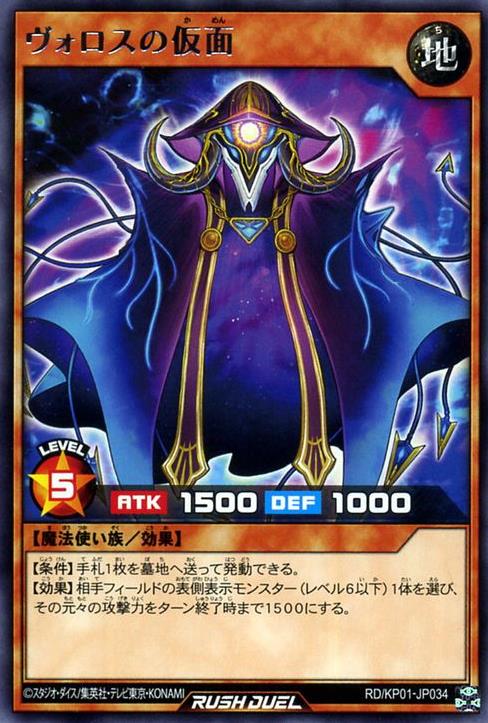 ヴォロスの仮面
地
LEVEL
5
ATK 1500 DEF 1000
【魔法使い族/効果】
【条件】手札1枚を墓地へ送って発動できる。
【効果】相手フィールドの表側表示モンスター(レベル6以下)1体を選び、
その元々の攻撃力をターン終了時まで1500にする。
©スタジオ・ダイス/集英社・テレビ東京・KONAMI
RUSH DUEL
RD/KP01-JP034